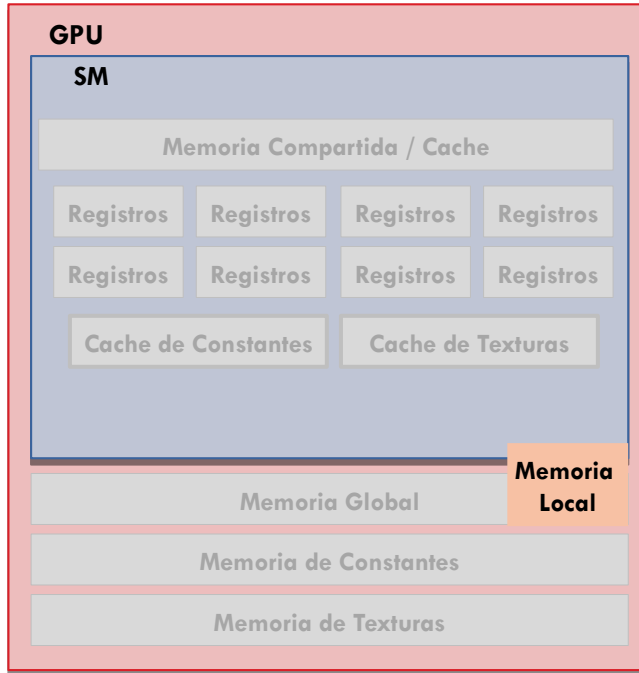 GPU
SM
Memoria Compartida / Cache
Registros Registros Registros Registros
Registros Registros Registros Registros
Cache de Constantes Cache de Texturas
Memoria
Local
Memoria Global
Memoria de Constantes
Memoria de Texturas